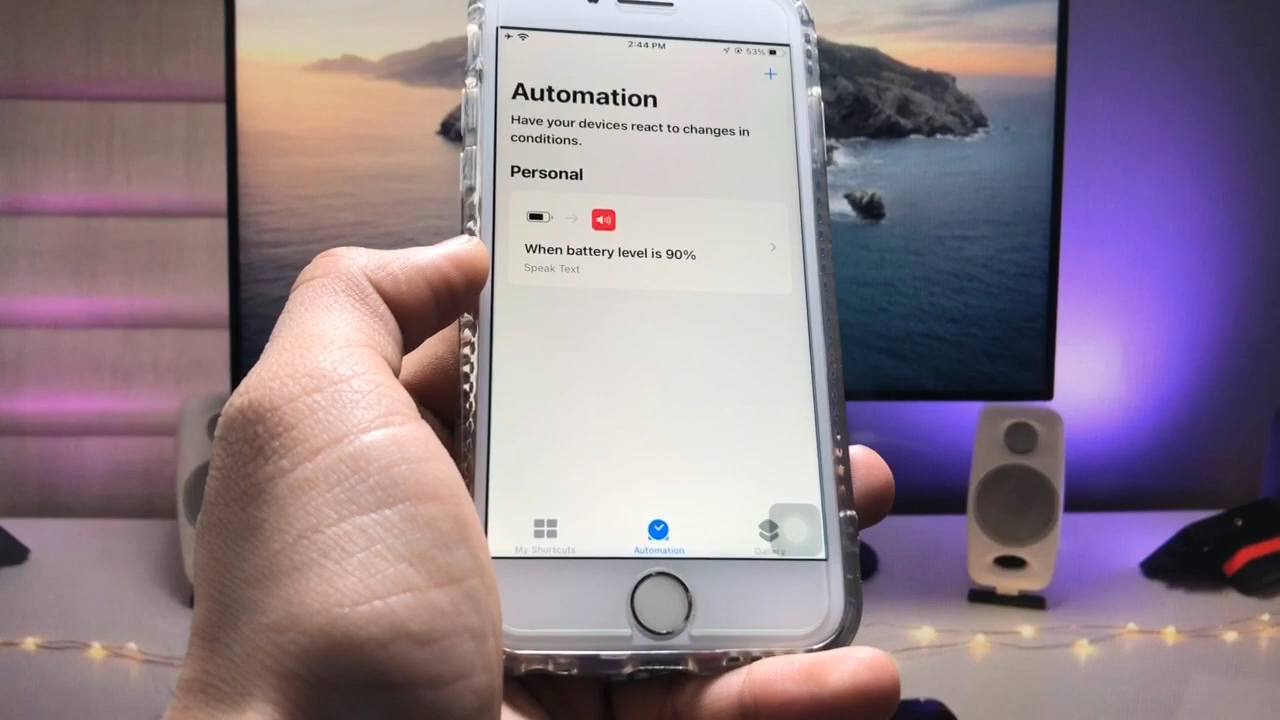 2:44 PM
53%
Automation
Have your devices react to changes in
conditions.
Personal
When battery level is 90%
Speak Text
My Shortcuts
Automation
Gallery